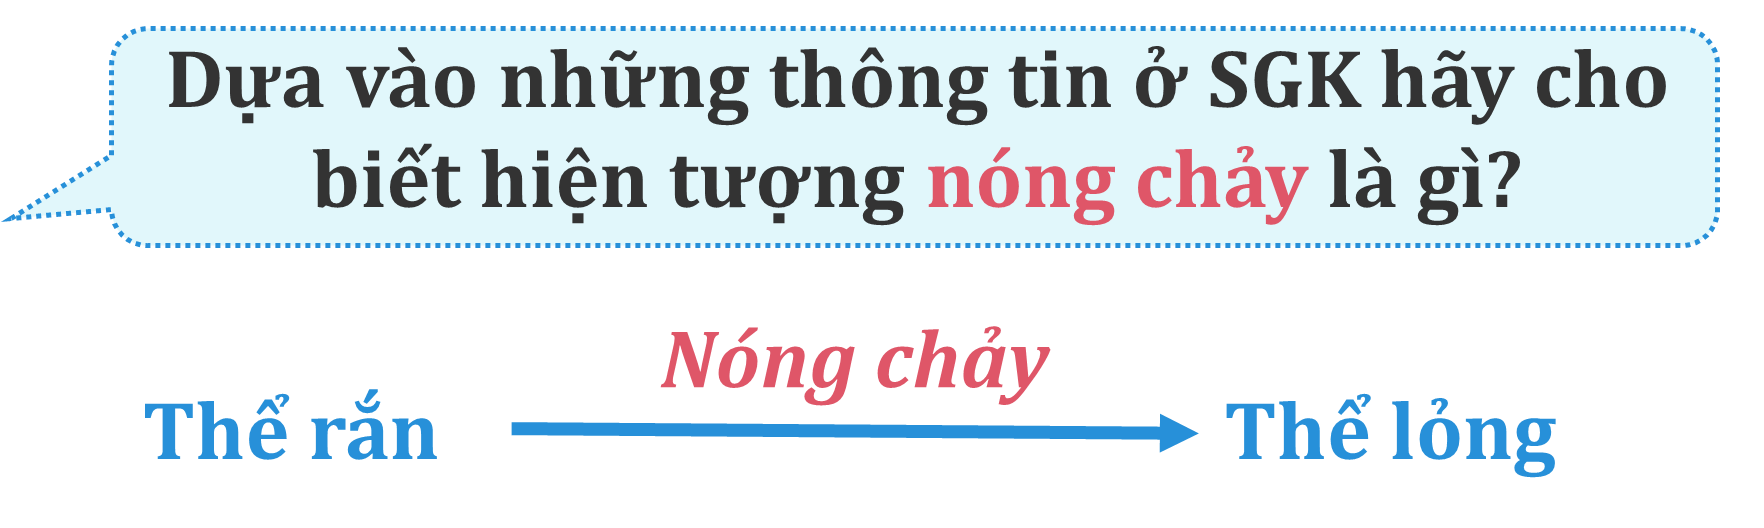 Dựa vào những thông tin ở SGK hãy cho
biết hiện tượng nóng chảy là gì?
Nóng chảy
Thể rắn
Thể lỏng